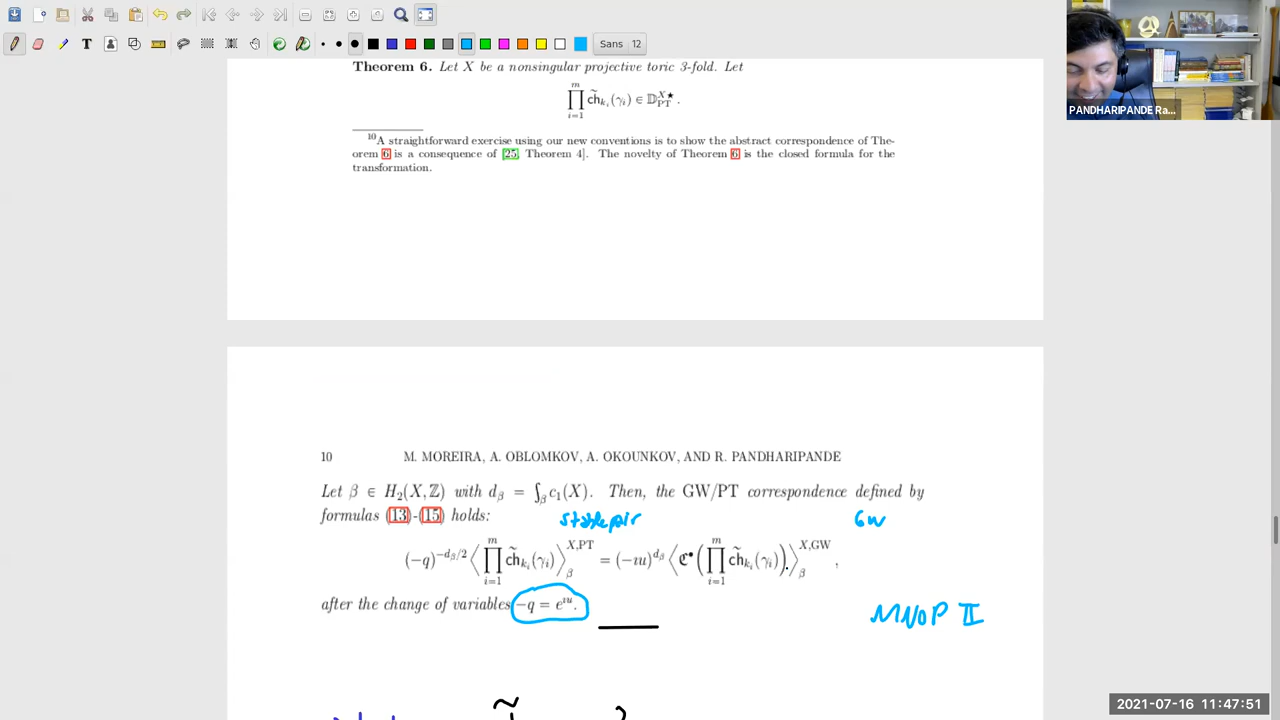 Sans 12
PANDHARIPANDE Ra...
Theorem 6. Let X be a nonsingular projective toric 3-fold. Let
∏_{i=1}^{m} c̃h_{k_i}(γ_i) ∈ 𝔻_{PT}^{X★} .
¹⁰A straightforward exercise using our new conventions is to show the abstract correspondence of The-
orem 6 is a consequence of [25, Theorem 4]. The novelty of Theorem 6 is the closed formula for the
transformation.
10 M. MOREIRA, A. OBLOMKOV, A. OKOUNKOV, AND R. PANDHARIPANDE
Let β ∈ H₂(X,ℤ) with d_β = ∫_β c₁(X). Then, the GW/PT correspondence defined by
formulas (13)-(15) holds:
stable pair GW
(−q)^{−d_β/2} ⟨∏_{i=1}^{m} c̃h_{k_i}(γ_i)⟩_β^{X,PT} = (−ıu)^{d_β} ⟨ℭ^•(∏_{i=1}^{m} c̃h_{k_i}(γ_i))⟩_β^{X,GW} ,
after the change of variables −q = e^{ıu}.
MNOP II
2021-07-16 11:47:51